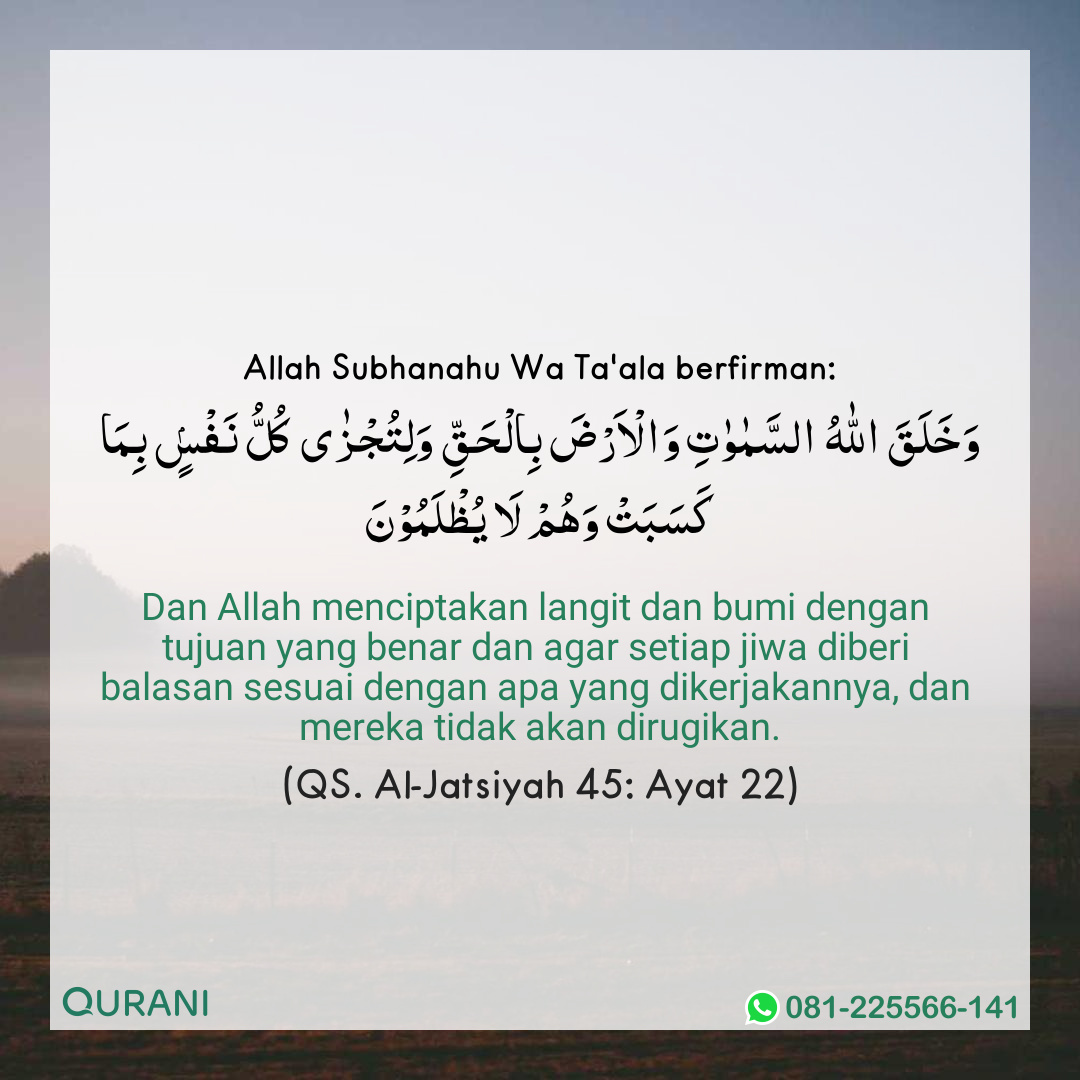 Allah Subhanahu Wa Ta'ala berfirman:
وَخَلَقَ اللّٰهُ السَّمٰوٰتِ وَالْاَرْضَ بِالْحَقِّ وَلِتُجْزٰى كُلُّ نَفْسٍۢ بِمَا
كَسَبَتْ وَهُمْ لَا يُظْلَمُوْنَ
Dan Allah menciptakan langit dan bumi dengan
tujuan yang benar dan agar setiap jiwa diberi
balasan sesuai dengan apa yang dikerjakannya, dan
mereka tidak akan dirugikan.
(QS. Al-Jatsiyah 45: Ayat 22)
QURANI
081-225566-141